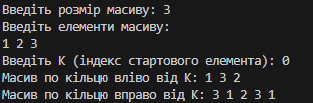 Введіть розмір масиву: 3
Введіть елементи масиву:
1 2 3
Введіть K (індекс стартового елемента): 0
Масив по кільцю вліво від K: 1 3 2
Масив по кільцю вправо від K: 3 1 2 3 1